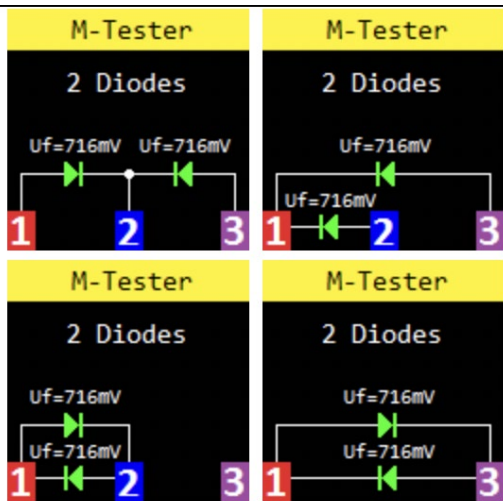 M-Tester
2 Diodes
Uf=716mV Uf=716mV
1 2 3
M-Tester
2 Diodes
Uf=716mV
Uf=716mV
1 2 3
M-Tester
2 Diodes
Uf=716mV
Uf=716mV
1 2 3
M-Tester
2 Diodes
Uf=716mV
Uf=716mV
1 3